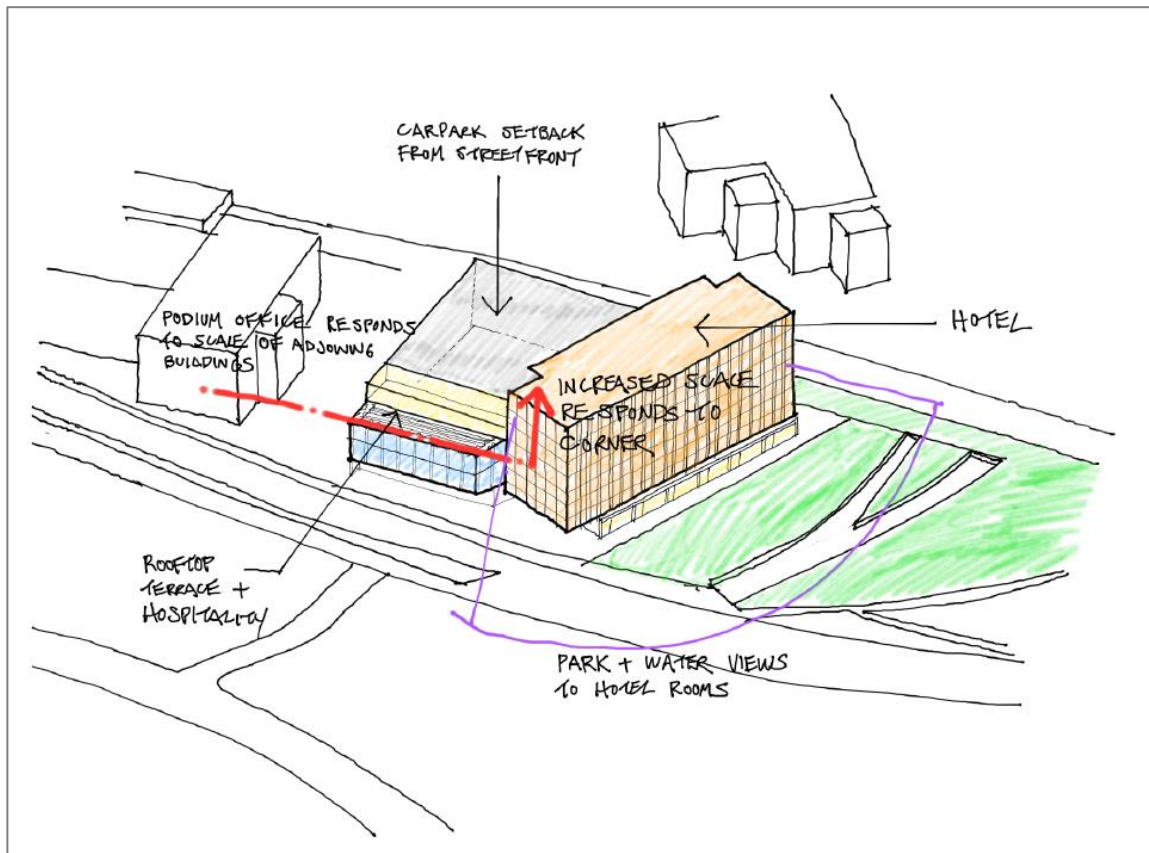 CARPARK SETBACK
FROM STREETFRONT
PODIUM OFFICE RESPONDS
TO SCALE OF ADJOINING
BUILDINGS
HOTEL
INCREASED SCALE
RESPONDS TO
CORNER
ROOFTOP
TERRACE +
HOSPITALITY
PARK + WATER VIEWS
TO HOTEL ROOMS